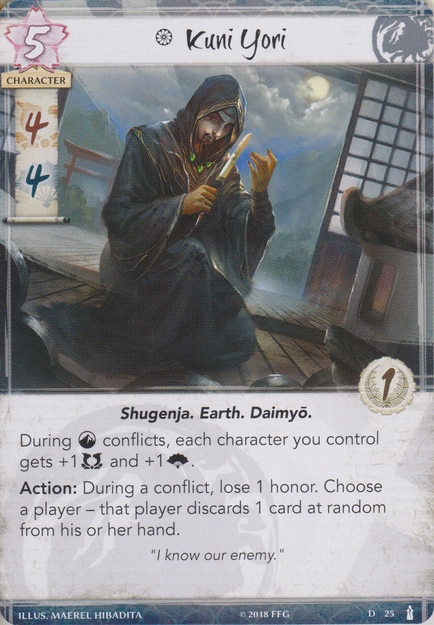 5
Kuni Yori
CHARACTER
4
4
1
Shugenja. Earth. Daimyō.
During conflicts, each character you control
gets +1 and +1 .
Action: During a conflict, lose 1 honor. Choose
a player – that player discards 1 card at random
from his or her hand.
"I know our enemy."
ILLUS. MAEREL HIBADITA © 2018 FFG D 25